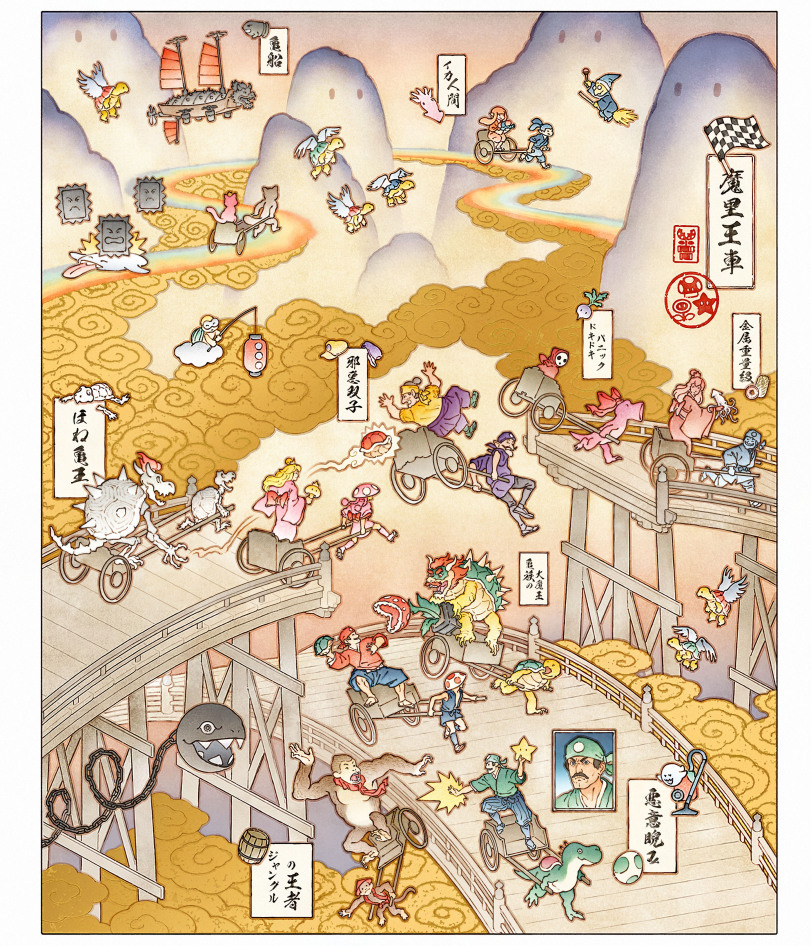 亀船
イカ人間
魔里王車
金属重量級
ドキドキ
パニック
邪悪双子
ほね亀王
大魔王
亀族の
悪意睨み
の王者
ジャングル